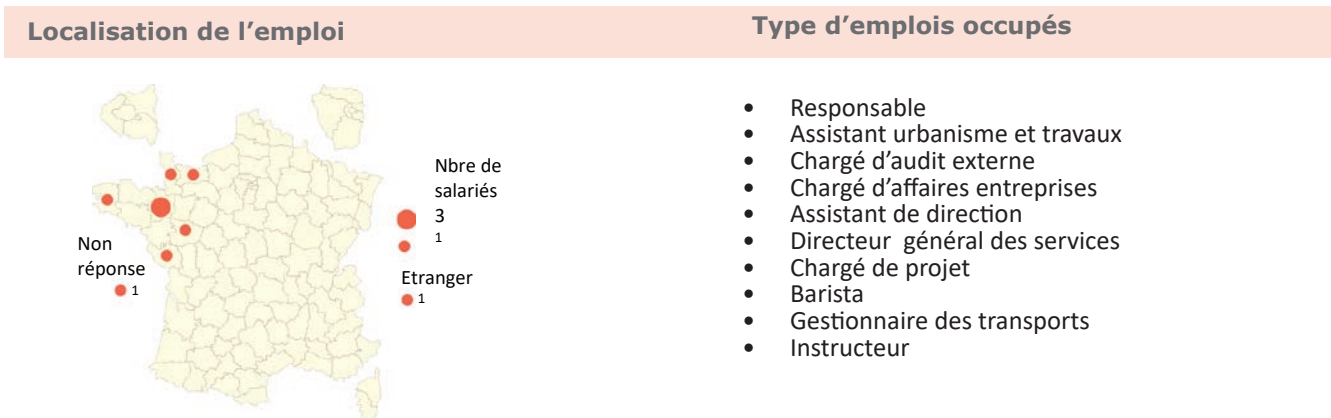 Localisation de l’emploi
Type d’emplois occupés
Nbre de
salariés
3
1
Non
réponse
1
Etranger
1
• Responsable
• Assistant urbanisme et travaux
• Chargé d’audit externe
• Chargé d’affaires entreprises
• Assistant de direction
• Directeur général des services
• Chargé de projet
• Barista
• Gestionnaire des transports
• Instructeur